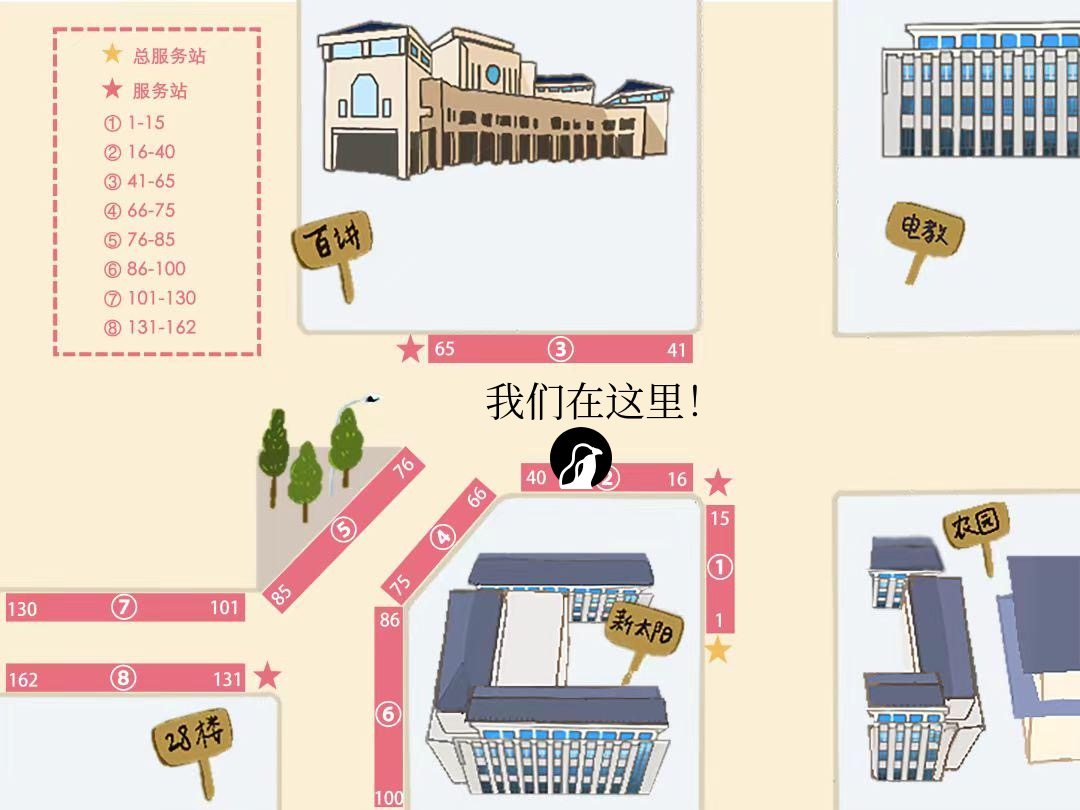 总服务站
服务站
① 1-15
② 16-40
③ 41-65
④ 66-75
⑤ 76-85
⑥ 86-100
⑦ 101-130
⑧ 131-162
百讲
电教
65 ③ 41
我们在这里!
40 ② 16
76
⑤
85
66
④
75
15
①
1
农园
130 ⑦ 101
86
⑥
100
新太阳
162 ⑧ 131
28楼